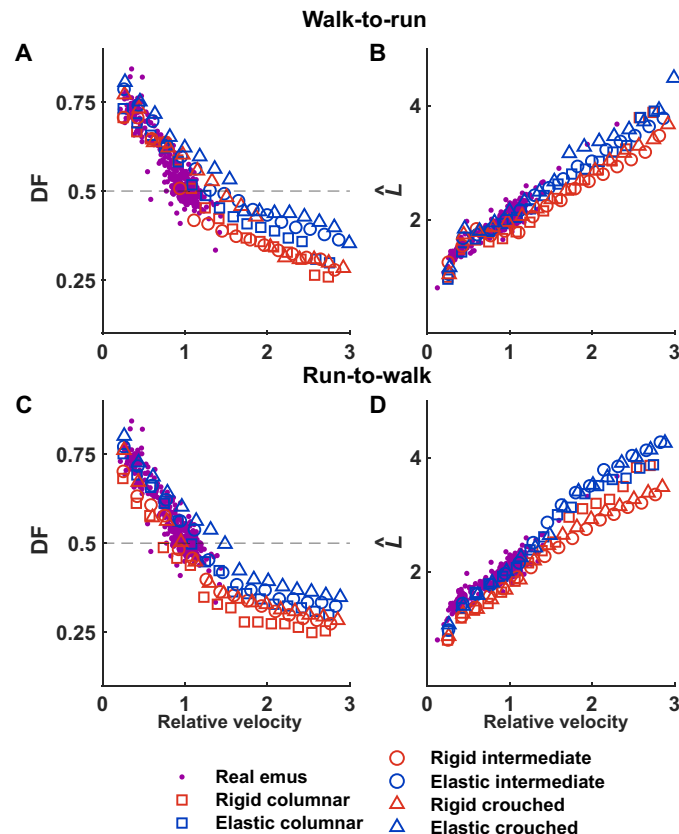 Walk-to-run
A
B
DF
0.75
0.5
0.25
0 1 2 3
L̂
4
2
0 1 2 3
Run-to-walk
C
D
DF
0.75
0.5
0.25
0 1 2 3
Relative velocity
L̂
4
2
0 1 2 3
Relative velocity
Real emus
Rigid columnar
Elastic columnar
Rigid intermediate
Elastic intermediate
Rigid crouched
Elastic crouched